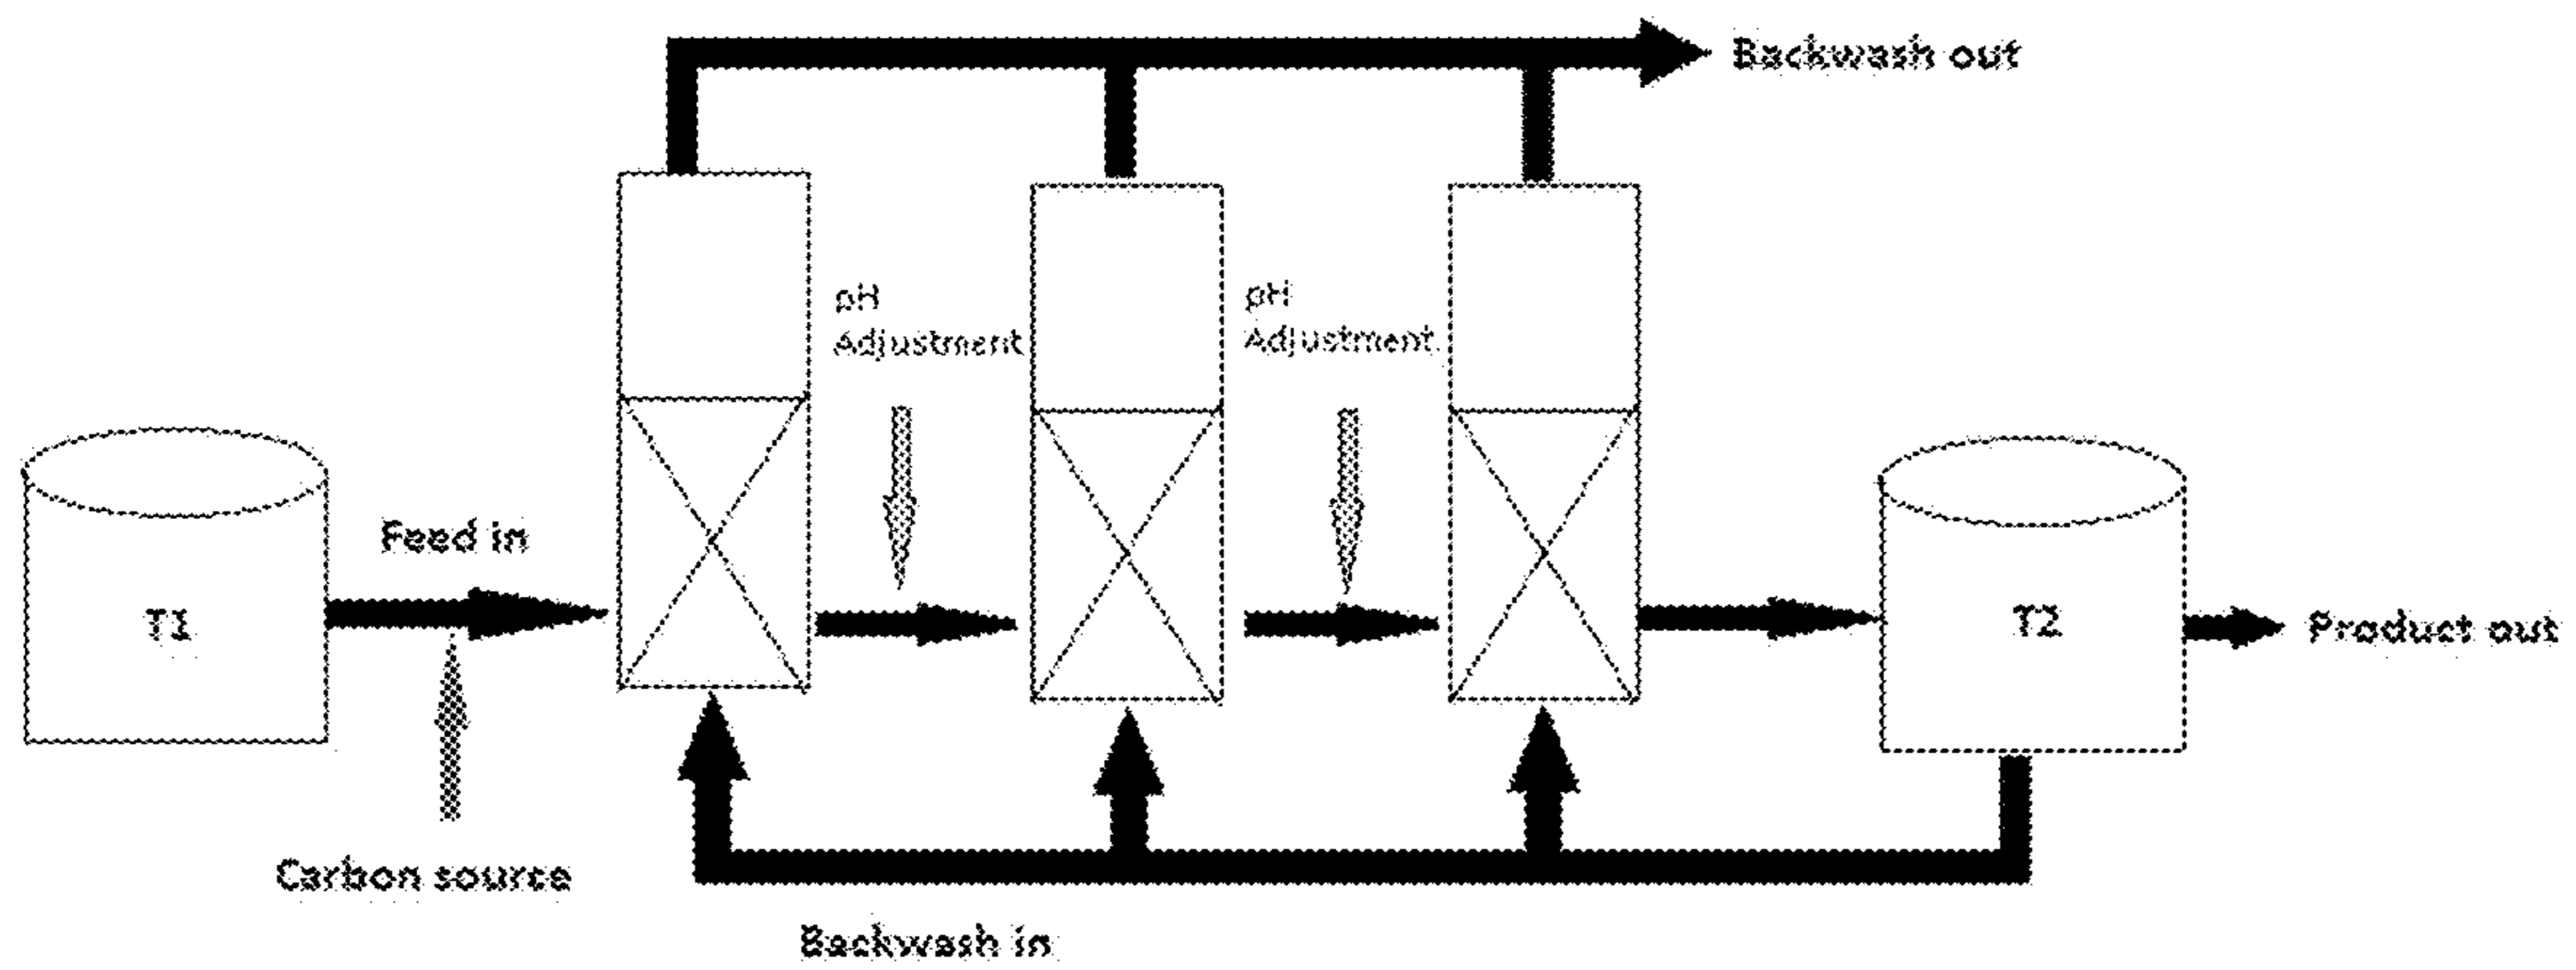 Backwash out
pH
Adjustment
pH
Adjustment
Feed in
T1
T2
Product out
Carbon source
Backwash in